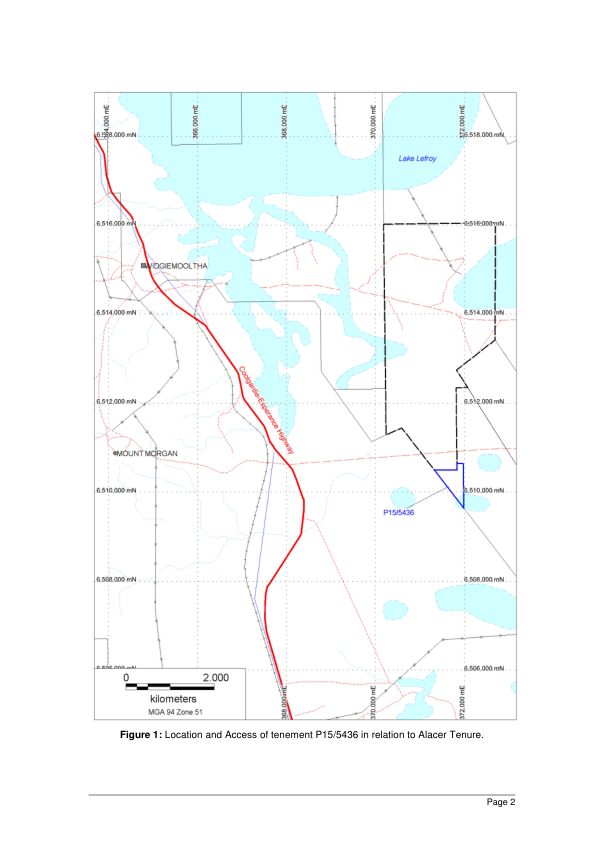 364,000 mE
366,000 mE
368,000 mE
370,000 mE
372,000 mE
6,518,000 mN
6,518,000 mN
Lake Lefroy
6,516,000 mN
6,516,000 mN
WIDGIEMOOLTHA
6,514,000 mN
6,514,000 mN
Coolgardie-Esperance Highway
6,512,000 mN
6,512,000 mN
MOUNT MORGAN
6,510,000 mN
6,510,000 mN
P15/5436
6,508,000 mN
6,508,000 mN
6,506,000 mN
6,506,000 mN
0 2.000
kilometers
MGA 94 Zone 51
368,000 mE
370,000 mE
372,000 mE
Figure 1: Location and Access of tenement P15/5436 in relation to Alacer Tenure.
Page 2